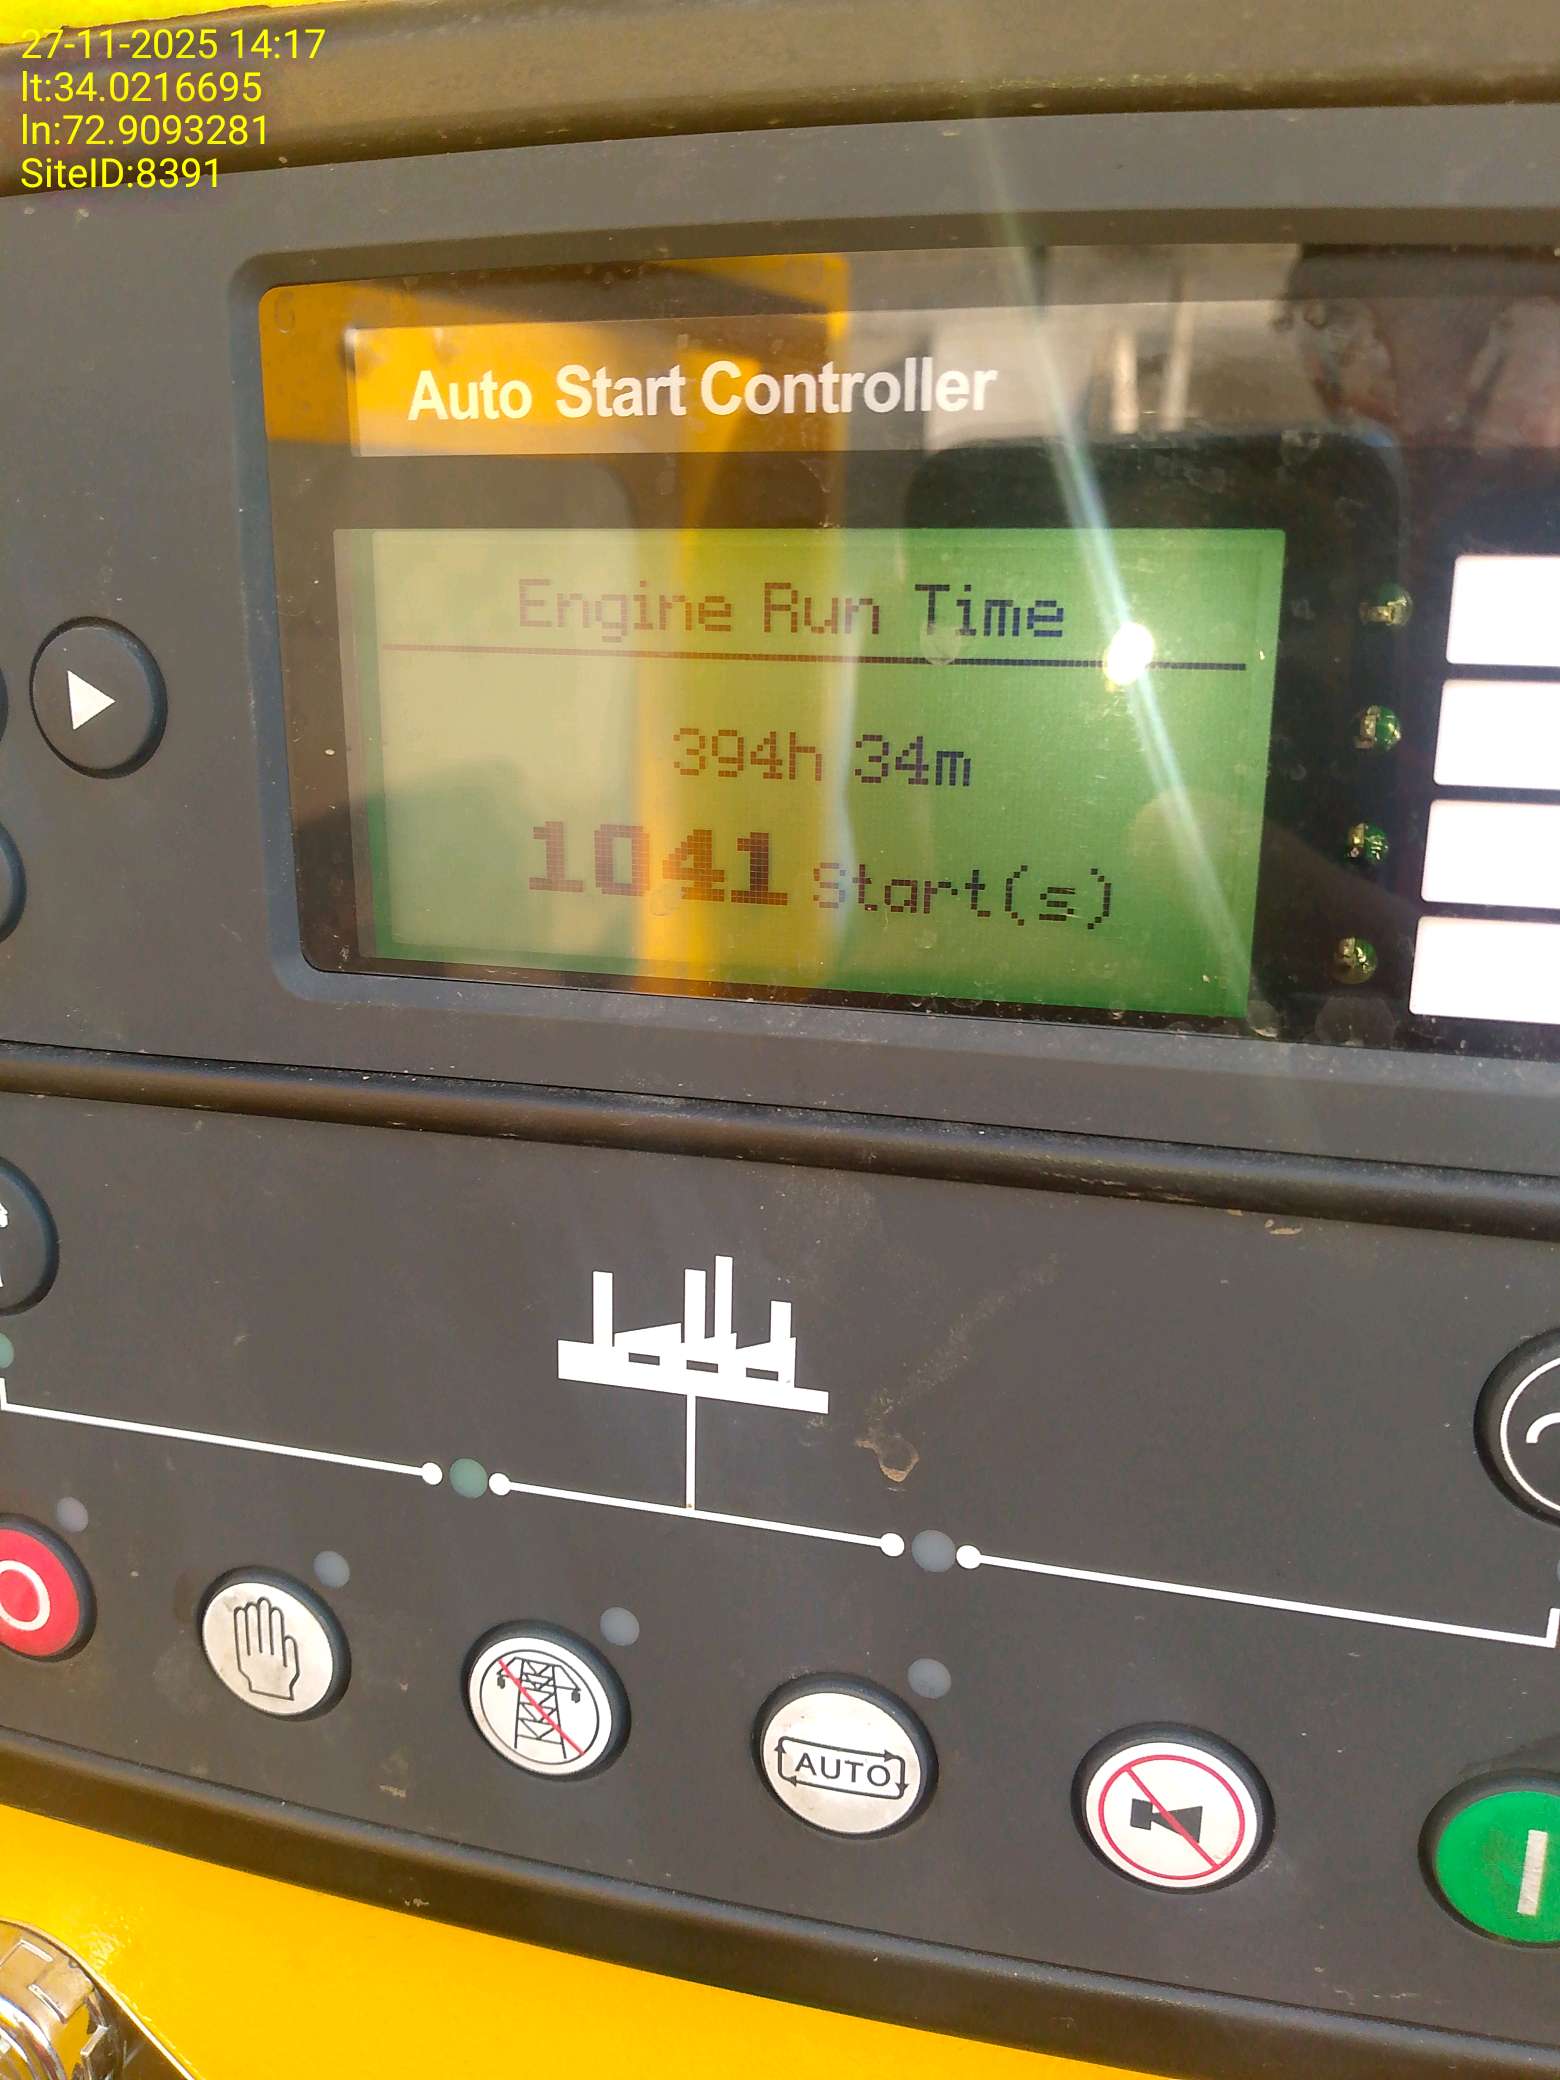 27-11-2025 14:17
lt:34.0216695
ln:72.9093281
SiteID:8391
Auto Start Controller
Engine Run Time
394h 34m
1041 Start(s)
AUTO